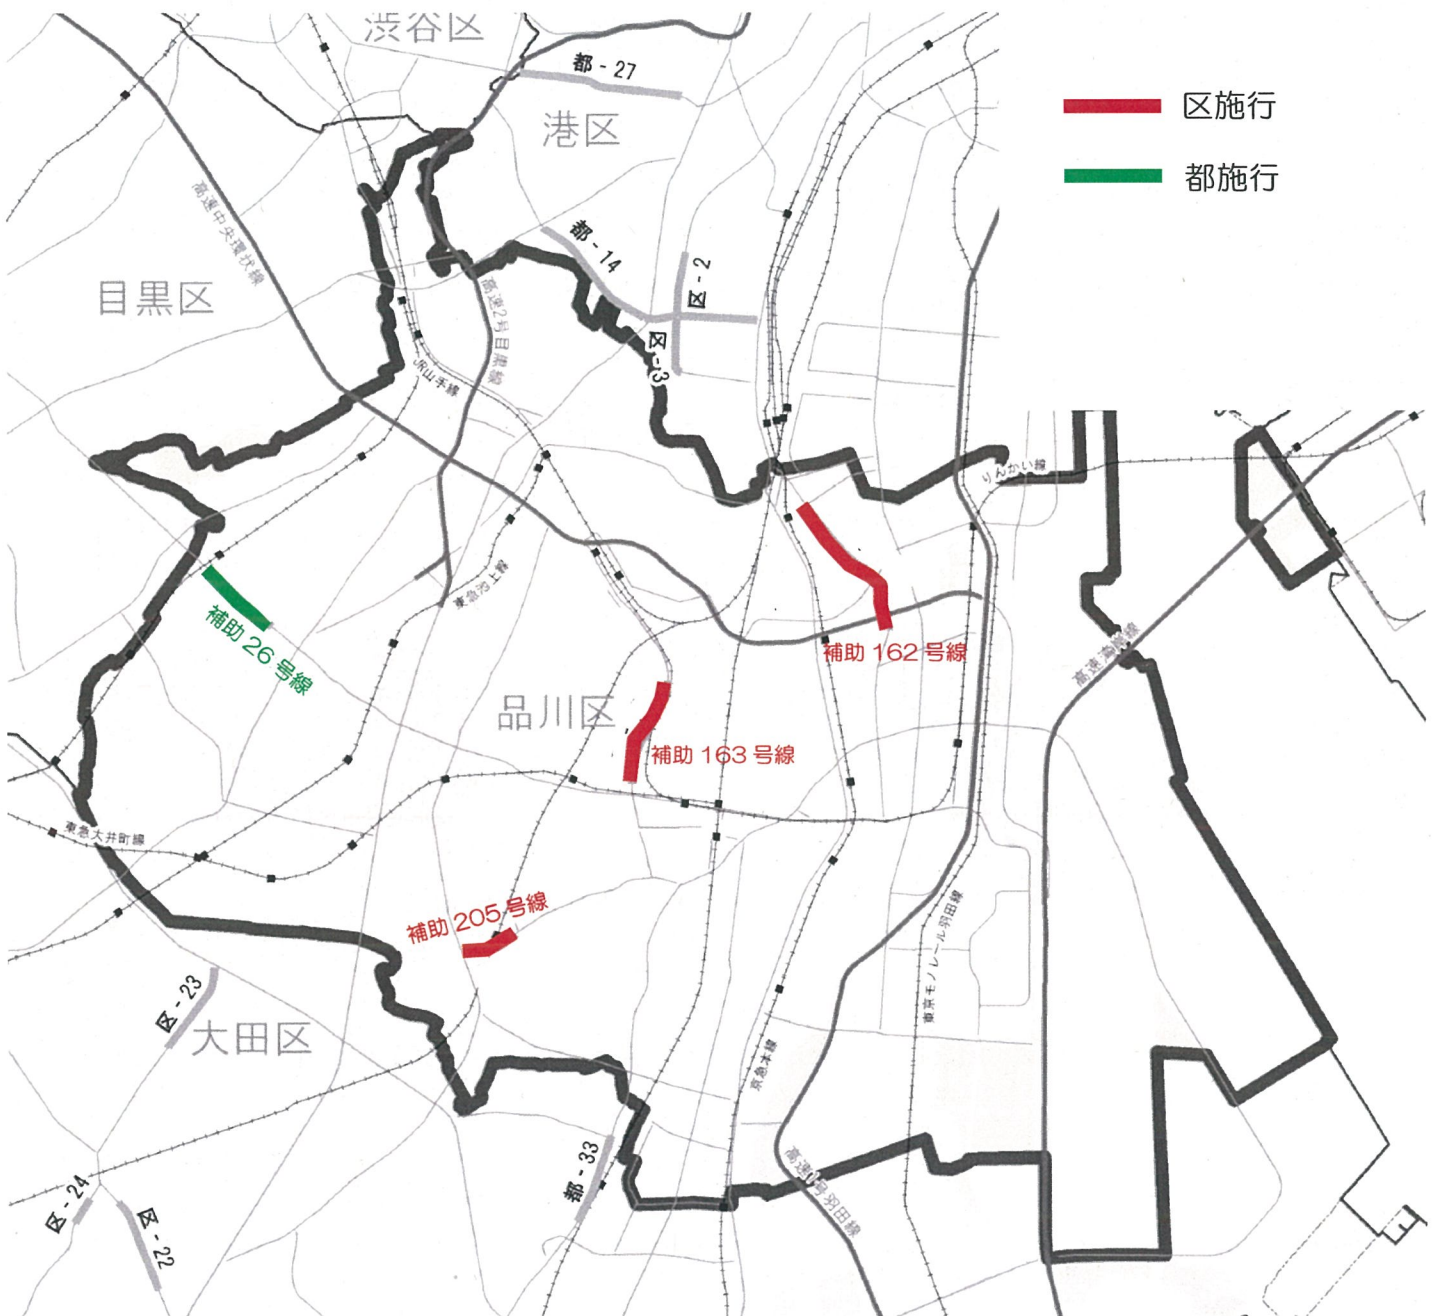 渋谷区
都-27
区施行
港区
都施行
高速中央環状線
都-14
区-2
目黒区
高速2号目黒線
区-3
JR山手線
りんかい線
東急池上線
補助26号線
補助162号線
高速湾岸線
品川区
補助163号線
東急大井町線
補助205号線
東京モノレール羽田線
区-23
大田区
京急本線
都-33
高速1号羽田線
区-24
区-22